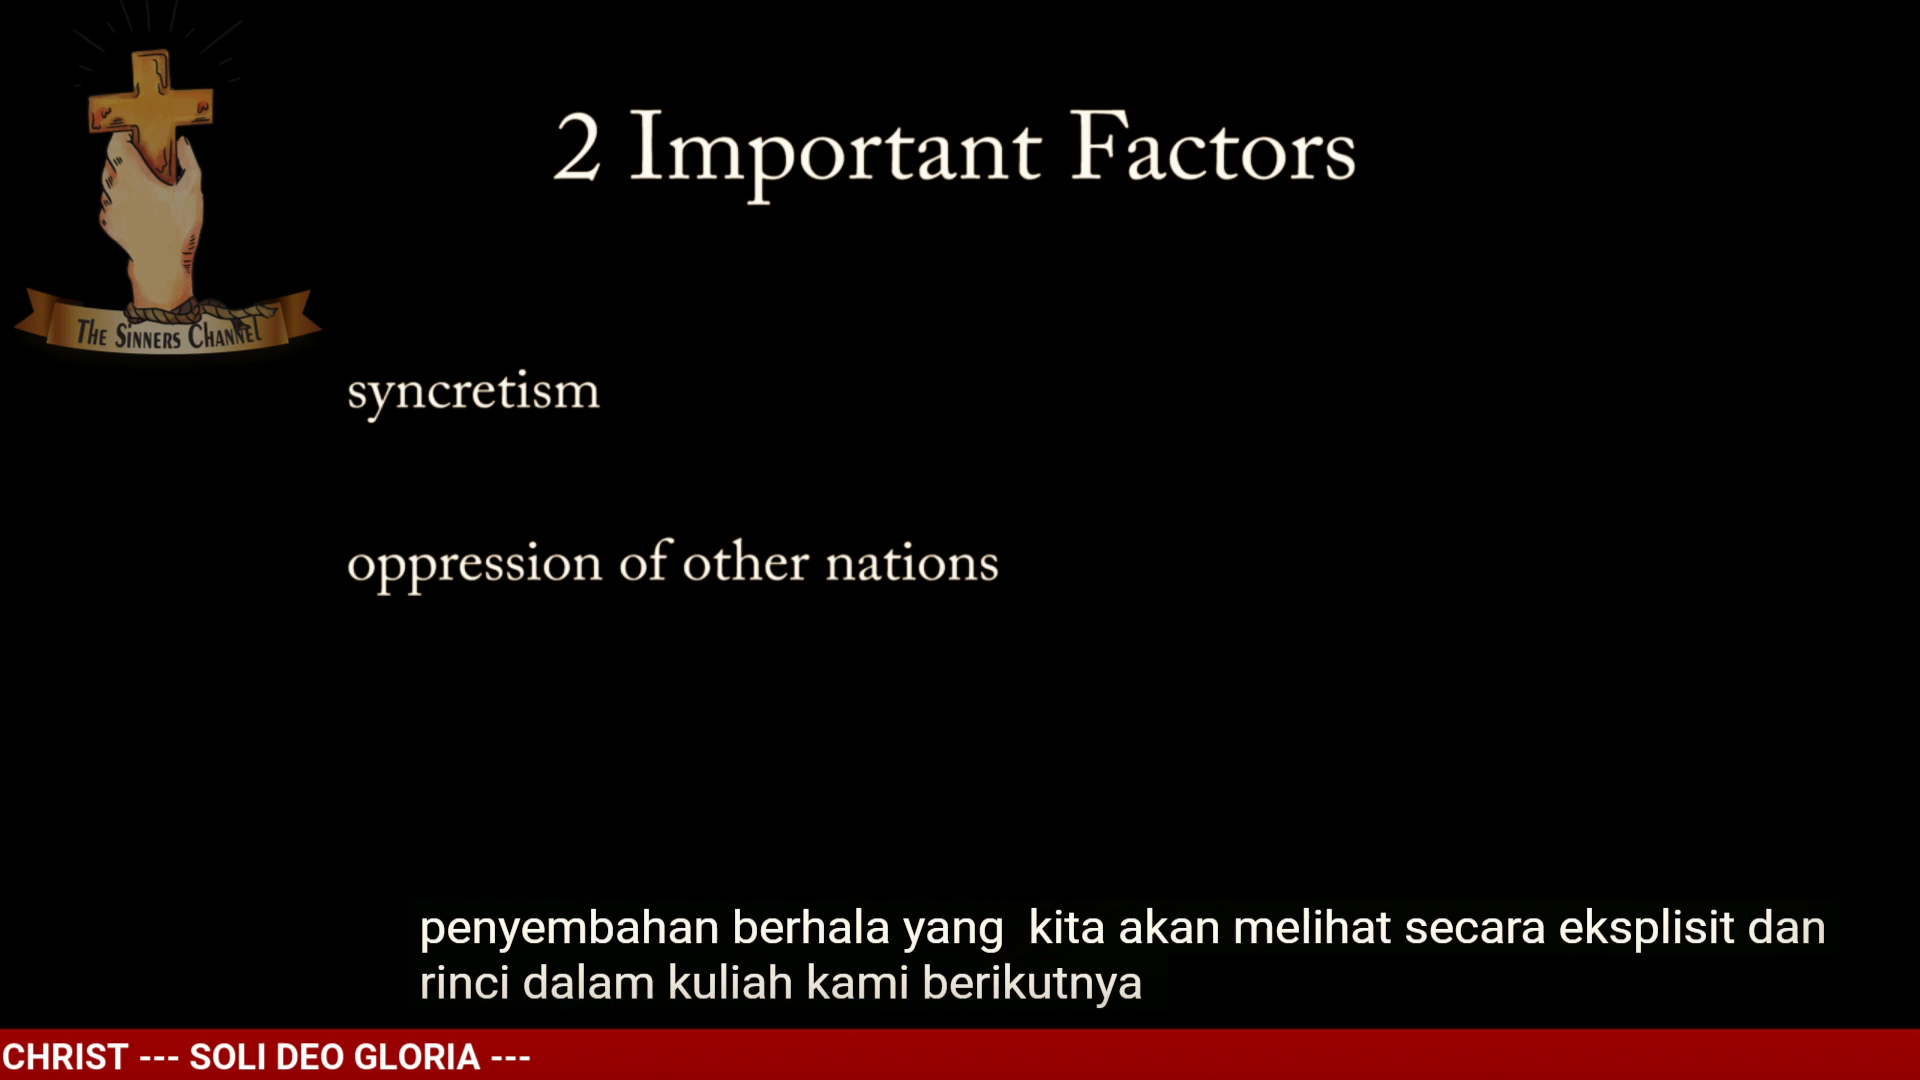 2 Important Factors
THE SINNERS CHANNEL
syncretism
oppression of other nations
penyembahan berhala yang kita akan melihat secara eksplisit dan
rinci dalam kuliah kami berikutnya
CHRIST --- SOLI DEO GLORIA ---